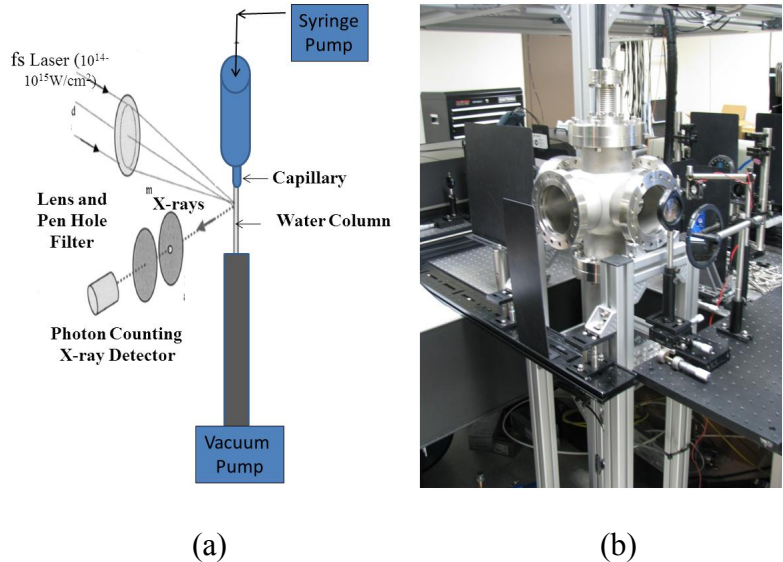 Syringe
Pump
fs Laser (10¹⁴-
10¹⁵W/cm²)
d
Capillary
m
X-rays
Lens and
Pen Hole
Filter
Water Column
Photon Counting
X-ray Detector
Vacuum
Pump
(a)
(b)